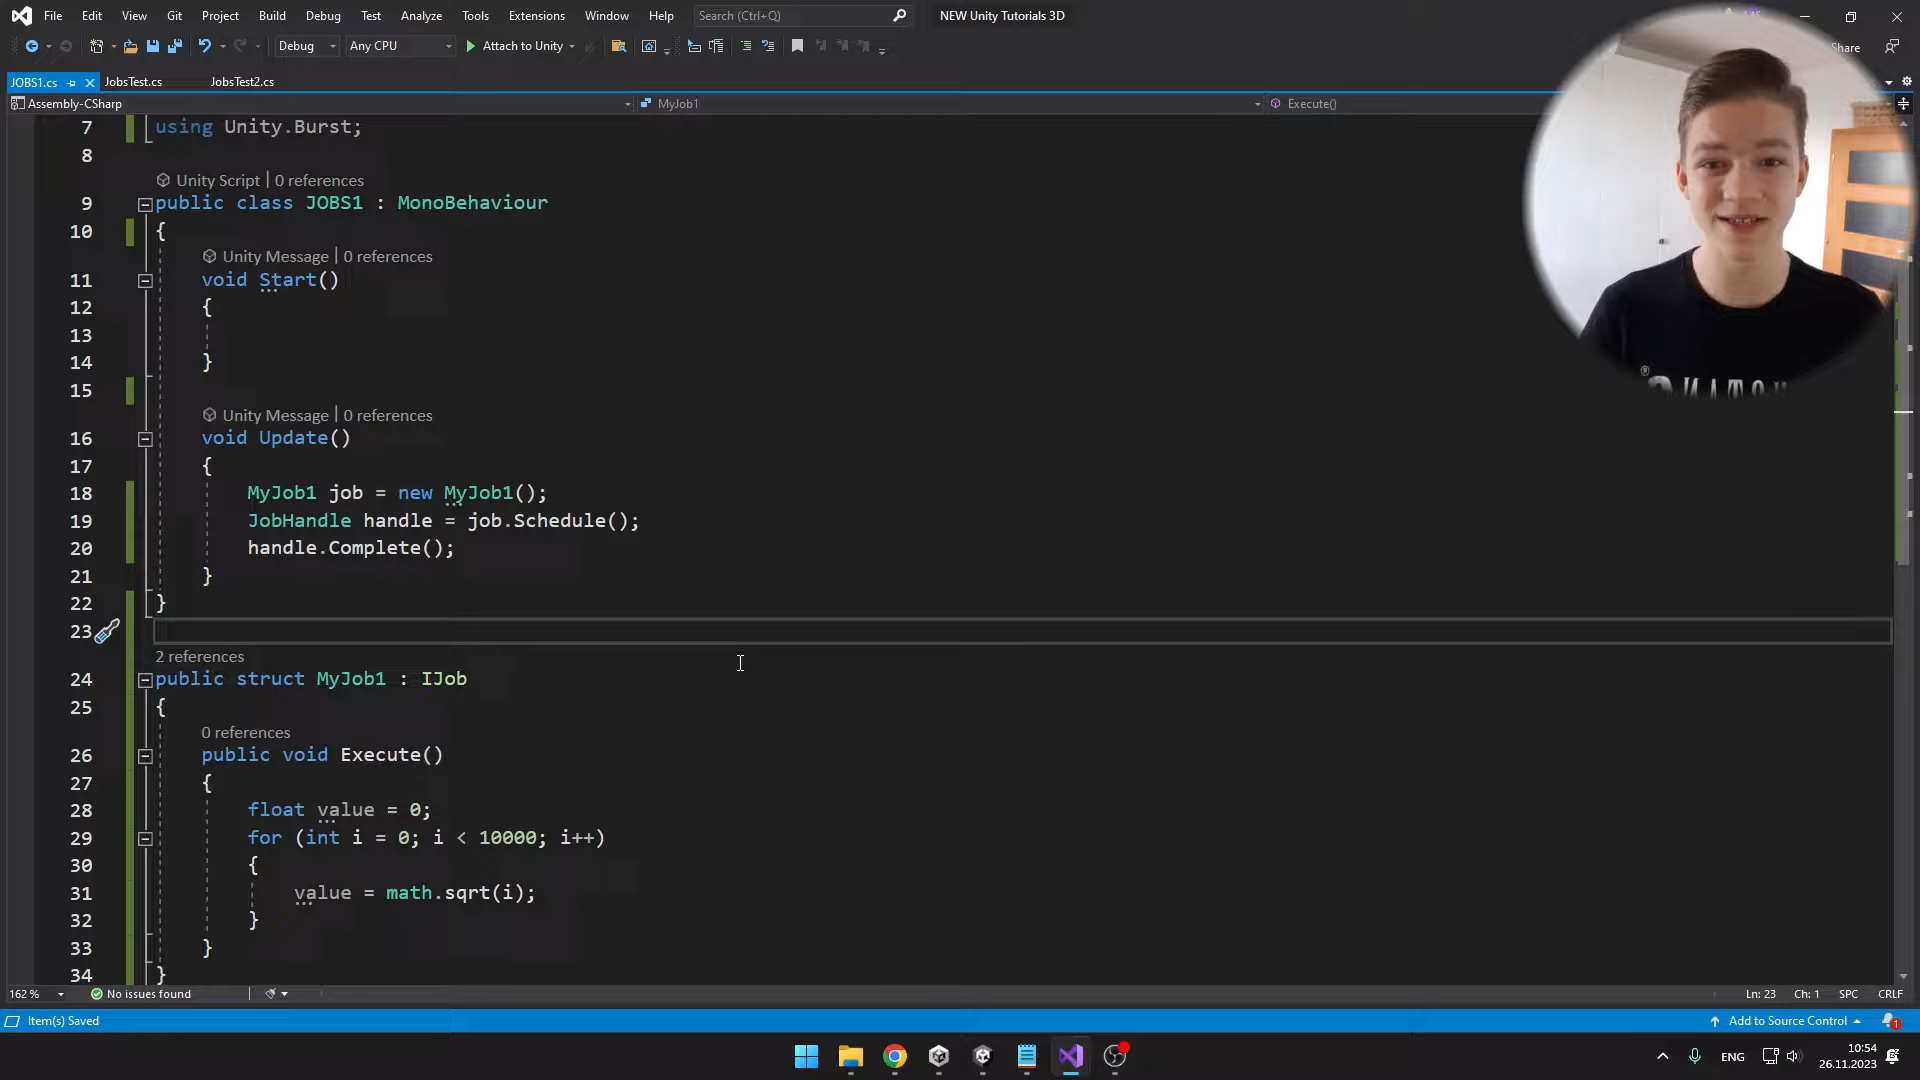 File Edit View Git Project Build Debug Test Analyze Tools Extensions Window Help Search (Ctrl+Q) NEW Unity Tutorials 3D
Debug Any CPU Attach to Unity Share
JOBS1.cs JobsTest.cs JobsTest2.cs
Assembly-CSharp MyJob1 Execute()
7 using Unity.Burst;
8
Unity Script | 0 references
9 public class JOBS1 : MonoBehaviour
10 {
Unity Message | 0 references
11 void Start()
12 {
13
14 }
15
Unity Message | 0 references
16 void Update()
17 {
18 MyJob1 job = new MyJob1();
19 JobHandle handle = job.Schedule();
20 handle.Complete();
21 }
22 }
23
2 references
24 public struct MyJob1 : IJob
25 {
0 references
26 public void Execute()
27 {
28 float value = 0;
29 for (int i = 0; i < 10000; i++)
30 {
31 value = math.sqrt(i);
32 }
33 }
34 }
162 % No issues found Ln: 23 Ch: 1 SPC CRLF
Item(s) Saved Add to Source Control 1
ENG 10:54
26.11.2023